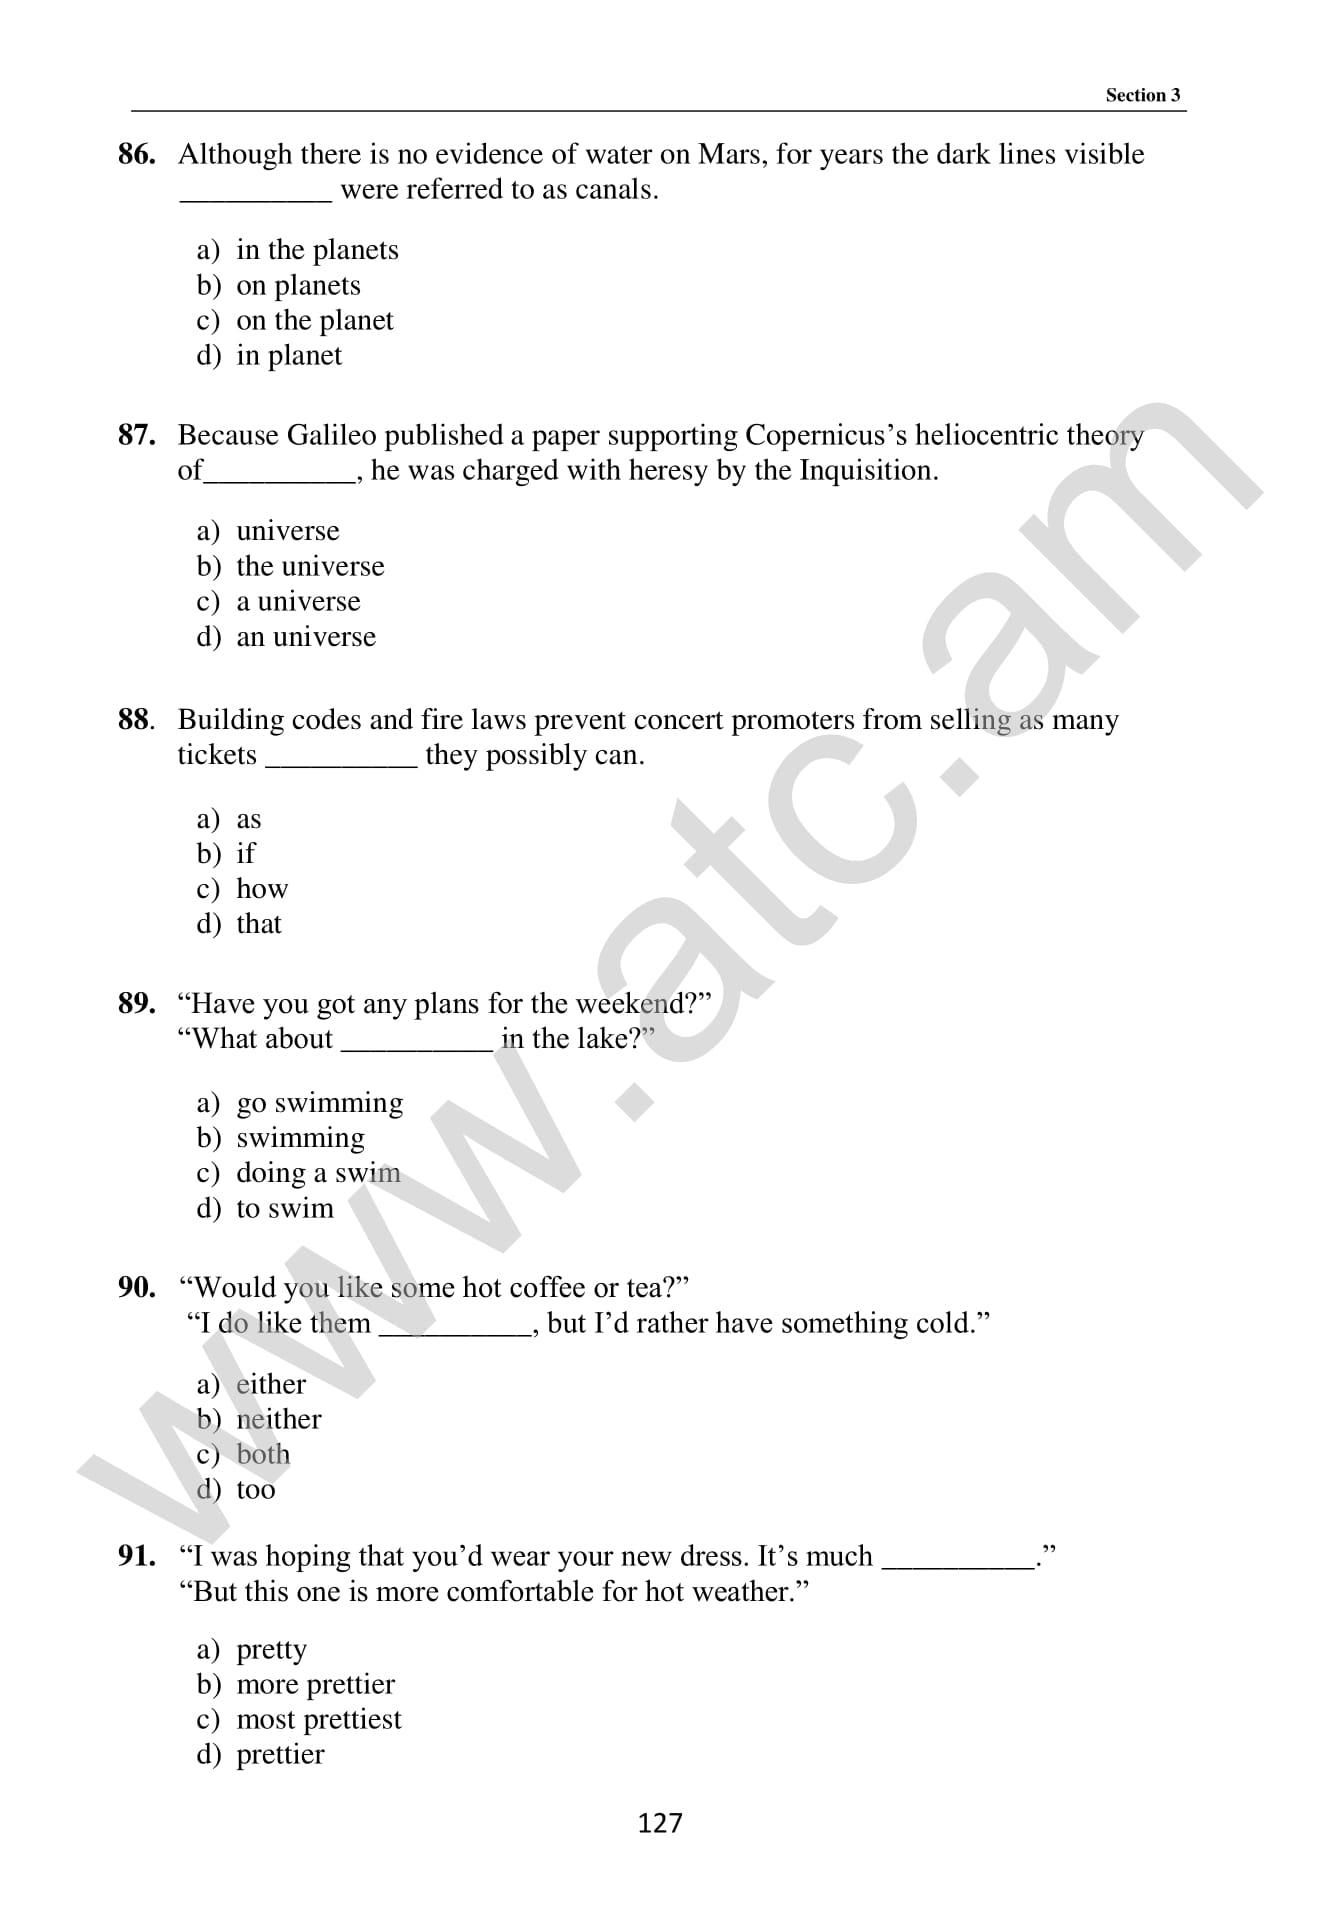 Section 3
86. Although there is no evidence of water on Mars, for years the dark lines visible
__________ were referred to as canals.
a) in the planets
b) on planets
c) on the planet
d) in planet
87. Because Galileo published a paper supporting Copernicus’s heliocentric theory
of__________, he was charged with heresy by the Inquisition.
a) universe
b) the universe
c) a universe
d) an universe
88. Building codes and fire laws prevent concert promoters from selling as many
tickets __________ they possibly can.
a) as
b) if
c) how
d) that
89. “Have you got any plans for the weekend?”
“What about __________ in the lake?”
a) go swimming
b) swimming
c) doing a swim
d) to swim
90. “Would you like some hot coffee or tea?”
“I do like them __________, but I’d rather have something cold.”
a) either
b) neither
c) both
d) too
91. “I was hoping that you’d wear your new dress. It’s much __________.”
“But this one is more comfortable for hot weather.”
a) pretty
b) more prettier
c) most prettiest
d) prettier
127
www.atc.am